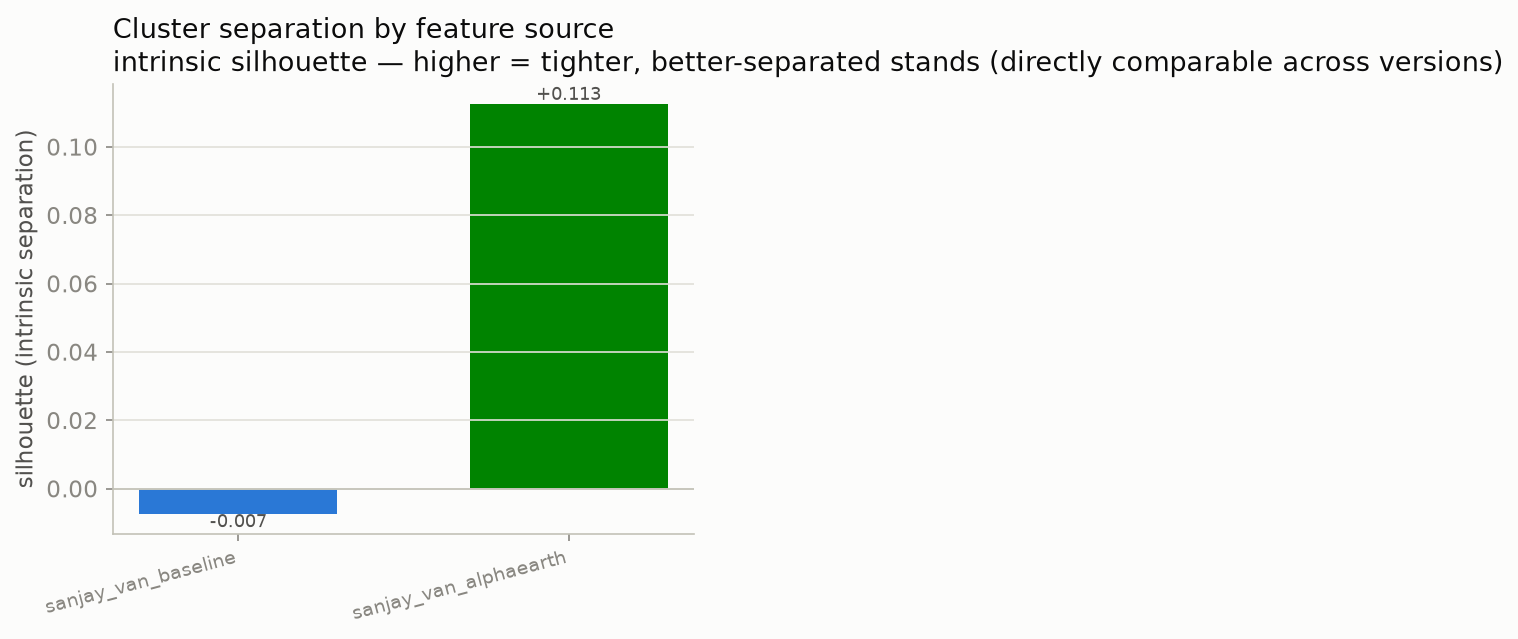 Cluster separation by feature source
intrinsic silhouette — higher = tighter, better-separated stands (directly comparable across versions)
+0.113
silhouette (intrinsic separation)
0.10
0.08
0.06
0.04
0.02
0.00
-0.007
sanjay_van_baseline
sanjay_van_alphaearth